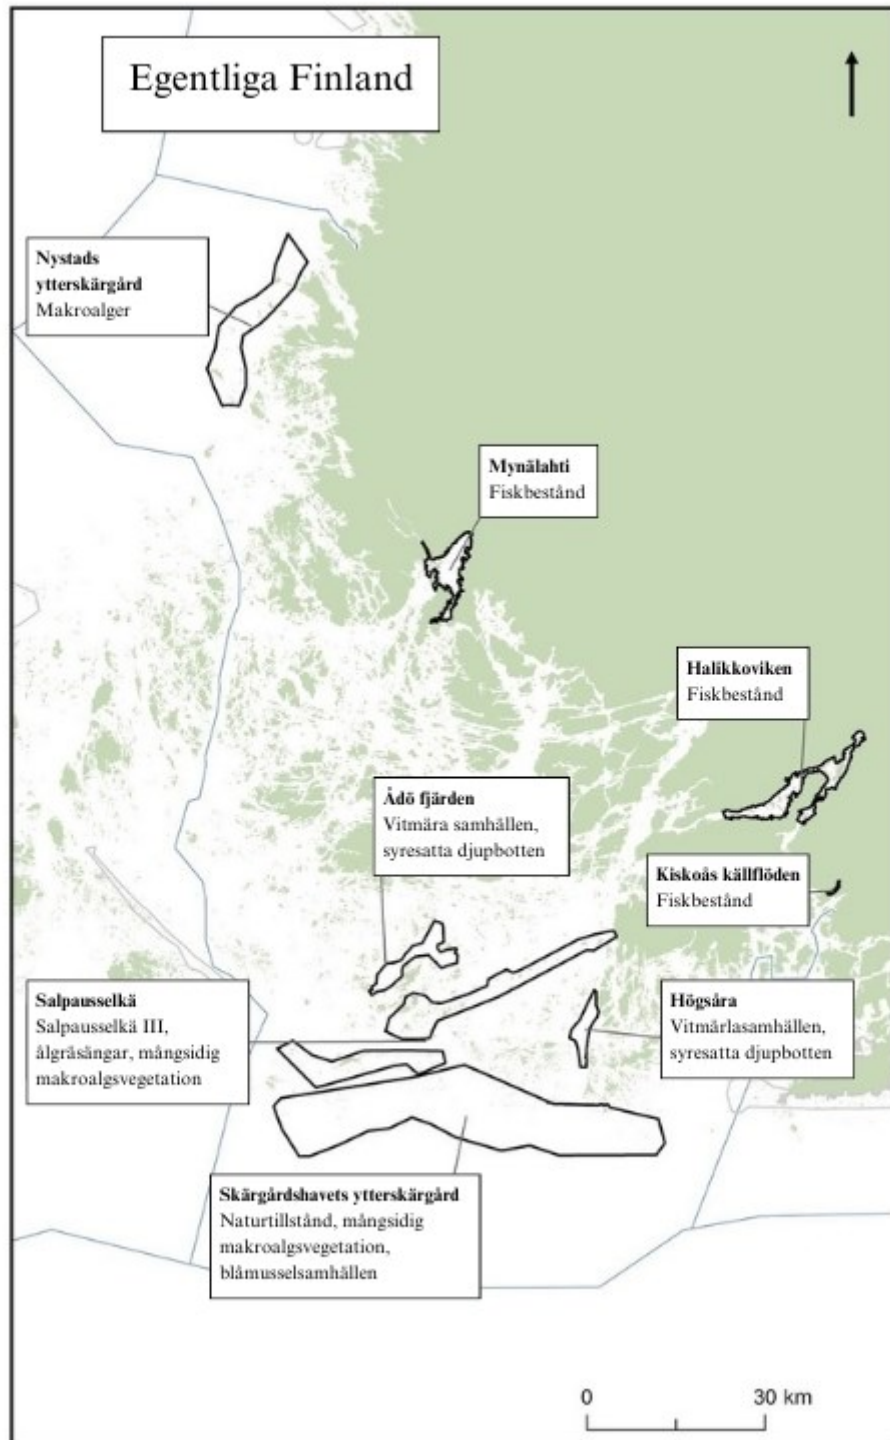 Egentliga Finland
Nystads
ytterskärgård
Makroalger
Mynälahti
Fiskbestånd
Halikkoviken
Fiskbestånd
Ådö fjärden
Vitmära samhällen,
syresatta djupbotten
Kiskoås källflöden
Fiskbestånd
Salpausselkä
Salpausselkä III,
ålgräsängar, mångsidig
makroalgsvegetation
Högsåra
Vitmårlasamhällen,
syresatta djupbotten
Skärgårdshavets ytterskärgård
Naturtillstånd, mångsidig
makroalgsvegetation,
blåmusselsamhällen
0 30 km